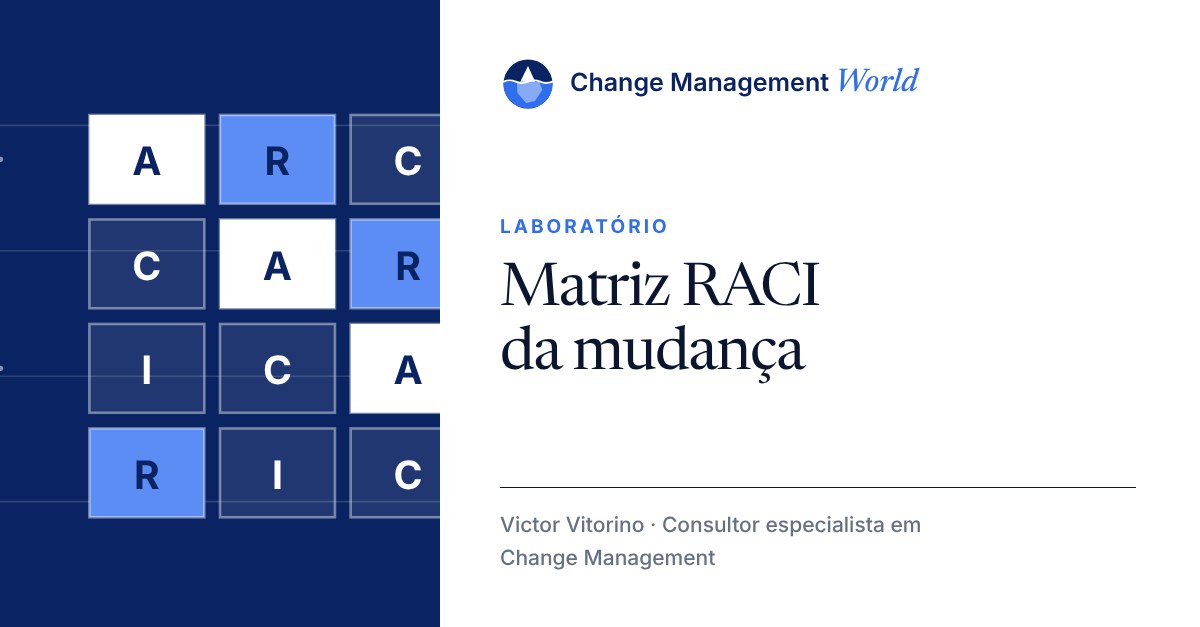 A R C
C A R
I C A
R I C
Change Management World
LABORATÓRIO
Matriz RACI
da mudança
Victor Vitorino · Consultor especialista em
Change Management